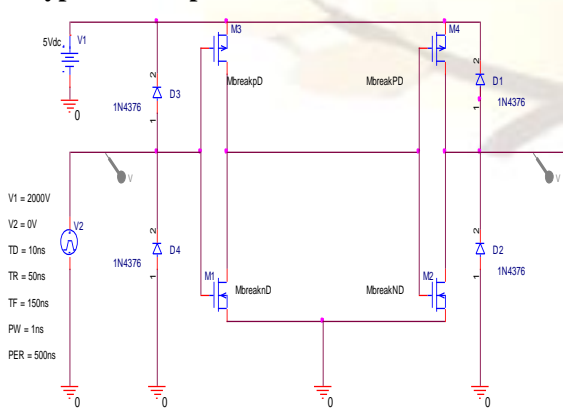 5Vdc
V1
0
M3
MbreakpD
M4
MbreakPD
2
D3
1N4376
1
2
D1
1N4376
1
V
V
V1 = 2000V
V2 = 0V
TD = 10ns
TR = 50ns
TF = 150ns
PW = 1ns
PER = 500ns
V2
2
D4
1N4376
1
M1
MbreaknD
M2
MbreakND
2
D2
1N4376
1
0
0
0
0